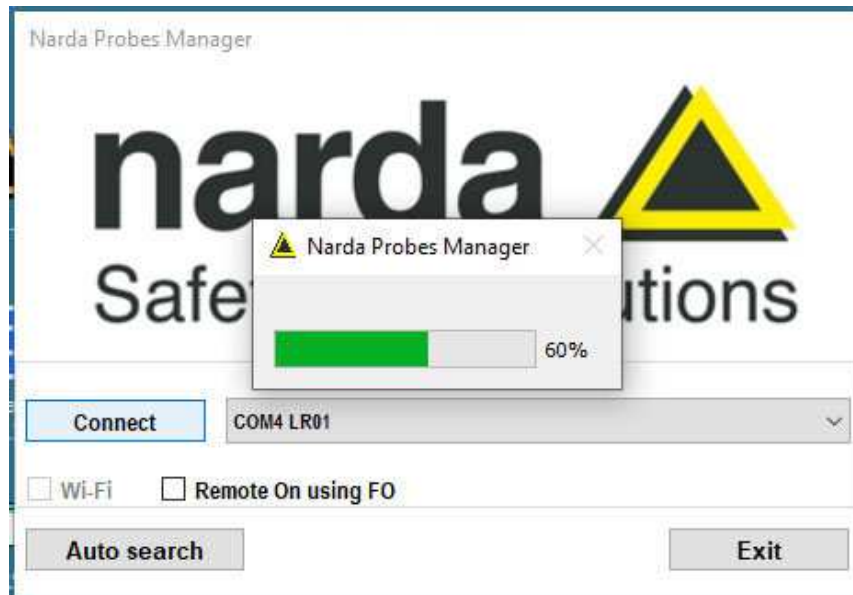 Narda Probes Manager
narda
Narda Probes Manager
Safe utions
60%
Connect COM4 LR01
Wi-Fi Remote On using FO
Auto search Exit